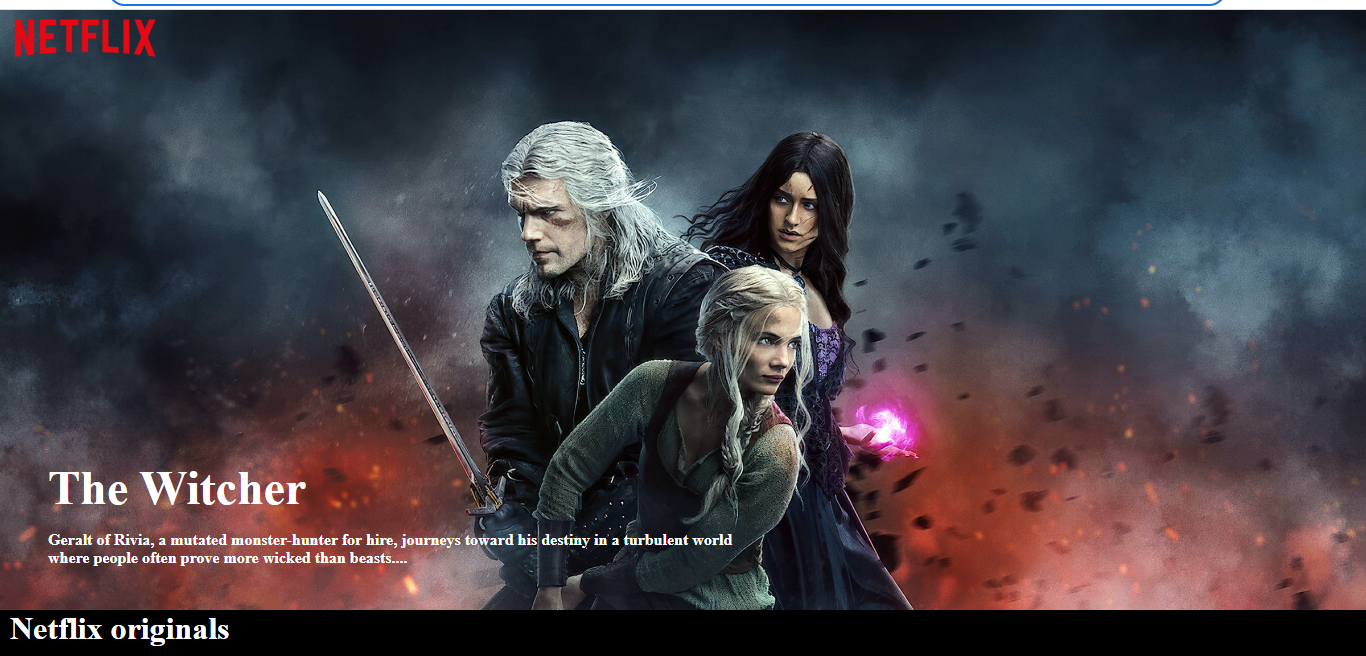 NETFLIX
The Witcher
Geralt of Rivia, a mutated monster-hunter for hire, journeys toward his destiny in a turbulent world
where people often prove more wicked than beasts....
Netflix originals